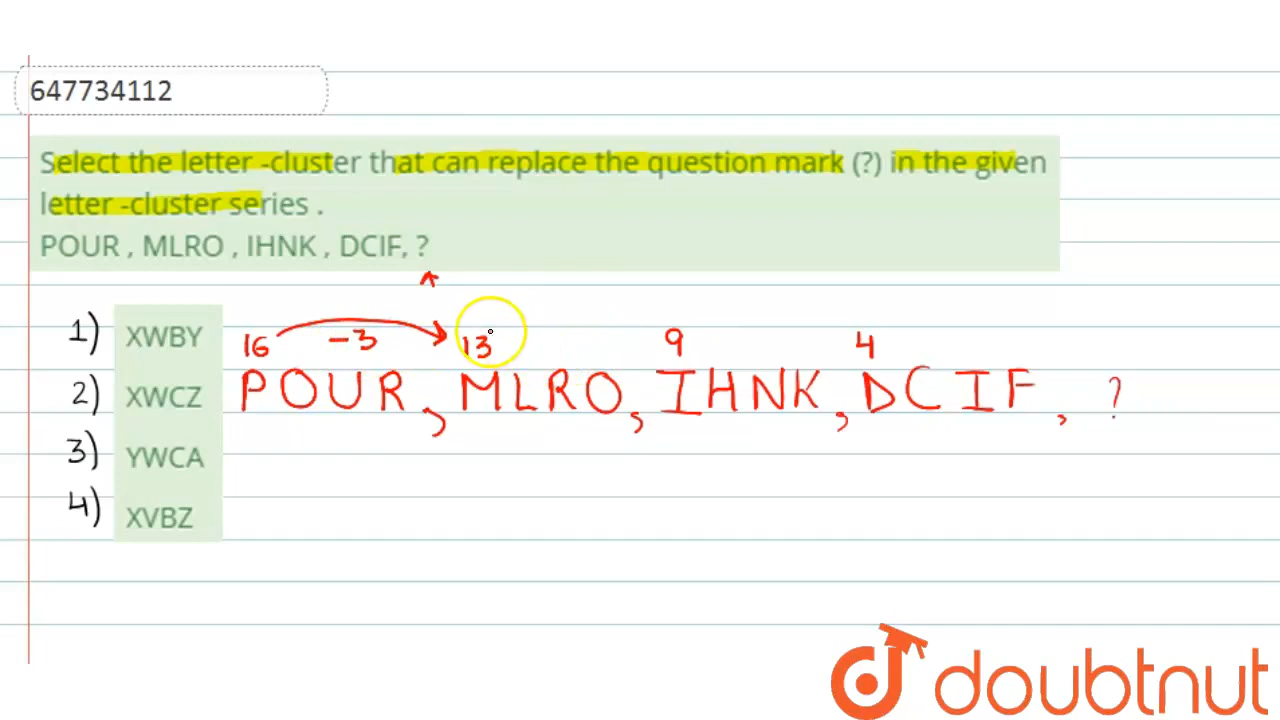 647734112
Select the letter -cluster that can replace the question mark (?) in the given
letter -cluster series .
POUR , MLRO , IHNK , DCIF, ?
1) XWBY
2) XWCZ
3) YWCA
4) XVBZ
16 -3 13 9 4
POUR, MLRO, IHNK, DCIF, ?
doubtnut